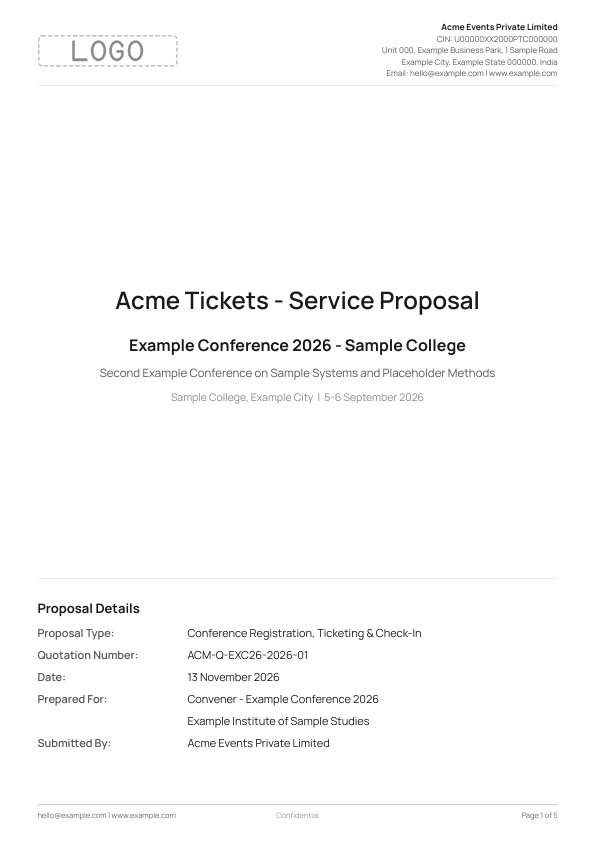 LOGO
Acme Events Private Limited
CIN: U00000XX2000PTC000000
Unit 000, Example Business Park, 1 Sample Road
Example City, Example State 000000, India
Email: hello@example.com | www.example.com
Acme Tickets - Service Proposal
Example Conference 2026 - Sample College
Second Example Conference on Sample Systems and Placeholder Methods
Sample College, Example City | 5-6 September 2026
Proposal Details
Proposal Type: Conference Registration, Ticketing & Check-In
Quotation Number: ACM-Q-EXC26-2026-01
Date: 13 November 2026
Prepared For: Convener - Example Conference 2026
Example Institute of Sample Studies
Submitted By: Acme Events Private Limited
hello@example.com | www.example.com Confidential Page 1 of 5